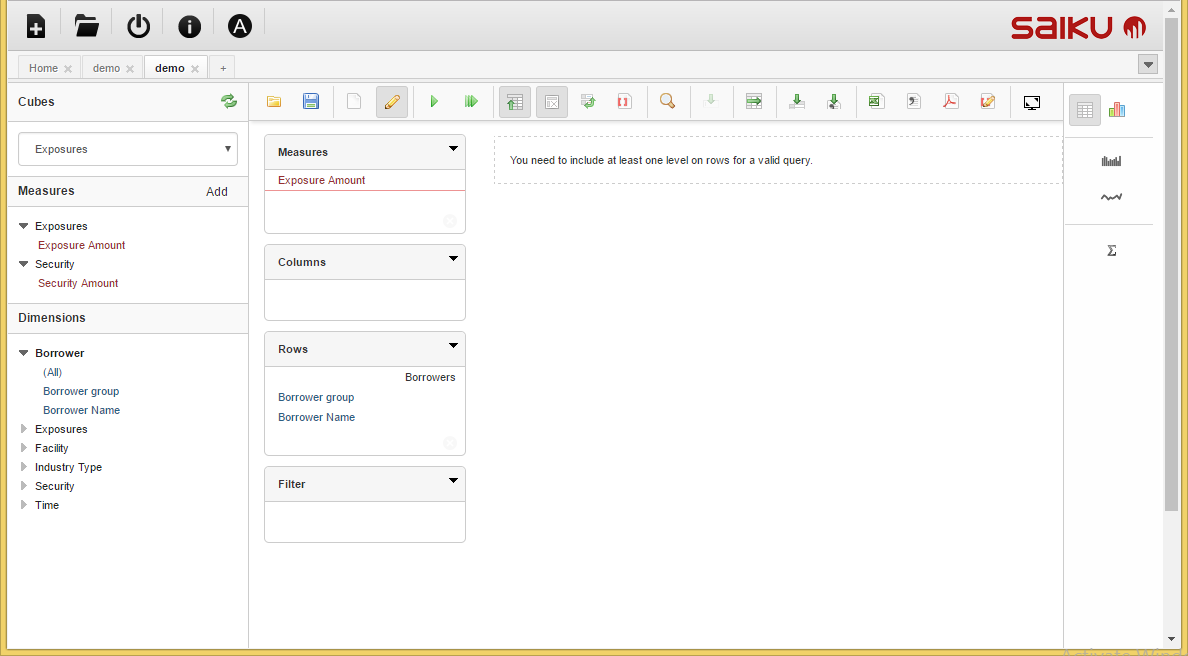 SAIKU
Home
demo
demo
+
Cubes
Exposures
Measures Add
Exposures
Exposure Amount
Security
Security Amount
Dimensions
Borrower
(All)
Borrower group
Borrower Name
Exposures
Facility
Industry Type
Security
Time
Measures
Exposure Amount
Columns
Rows
Borrowers
Borrower group
Borrower Name
Filter
You need to include at least one level on rows for a valid query.
Σ